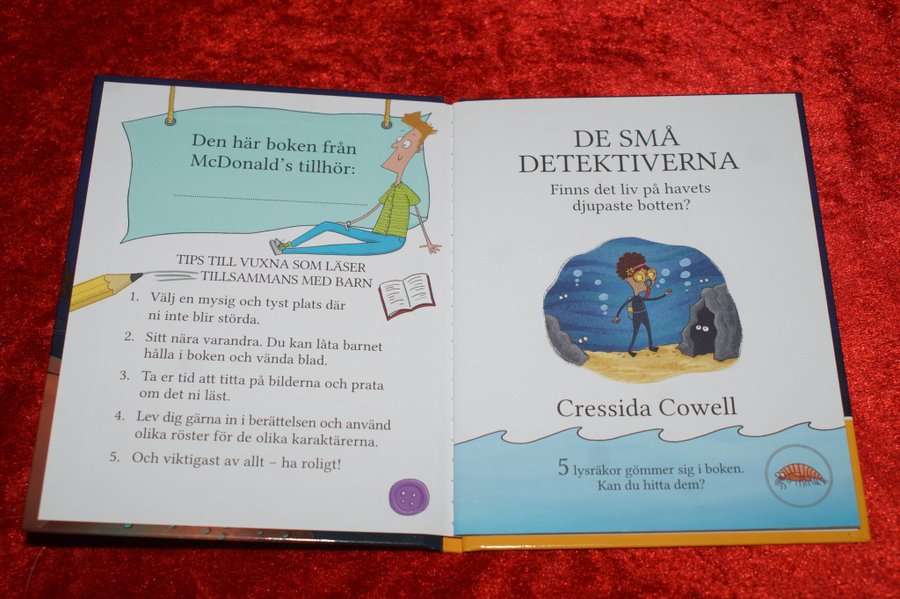 Den här boken från
McDonald's tillhör:
TIPS TILL VUXNA SOM LÄSER
TILLSAMMANS MED BARN
1. Välj en mysig och tyst plats där
ni inte blir störda.
2. Sitt nära varandra. Du kan låta barnet
hålla i boken och vända blad.
3. Ta er tid att titta på bilderna och prata
om det ni läst.
4. Lev dig gärna in i berättelsen och använd
olika röster för de olika karaktärerna.
5. Och viktigast av allt – ha roligt!
DE SMÅ
DETEKTIVERNA
Finns det liv på havets
djupaste botten?
Cressida Cowell
5 lysräkor gömmer sig i boken.
Kan du hitta dem?